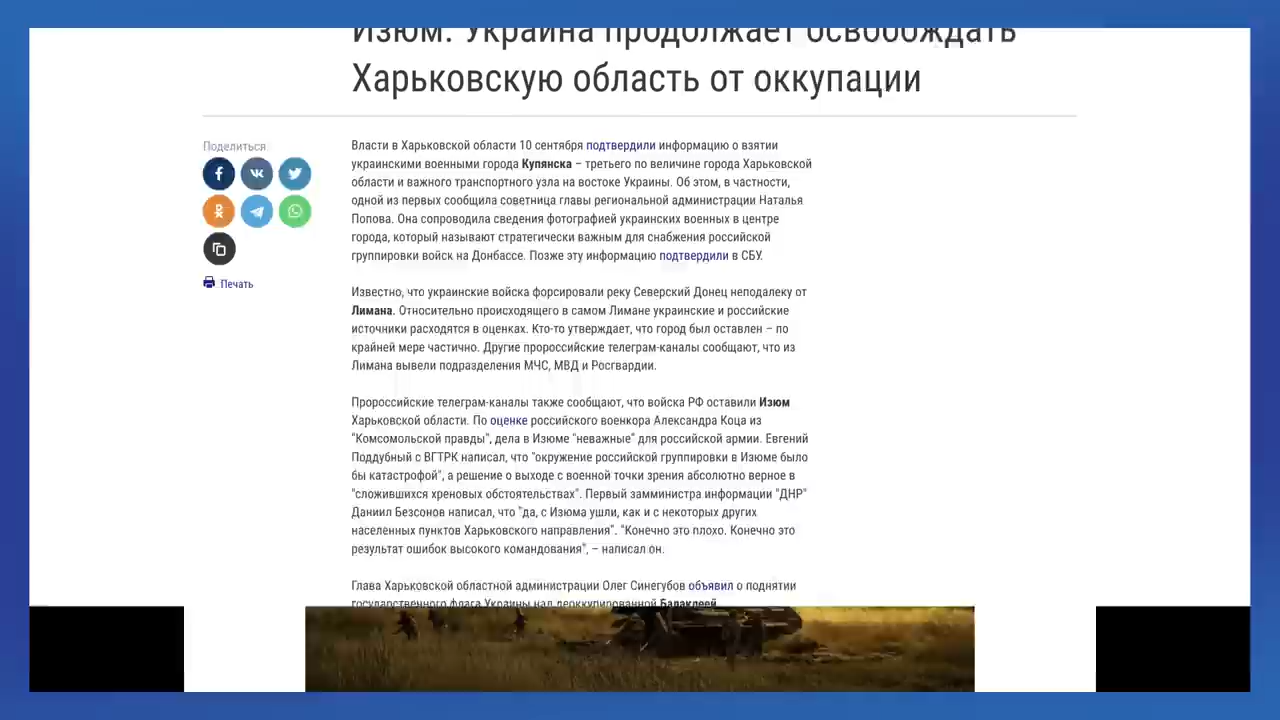 Изюм. Украина продолжает освобождать
Харьковскую область от оккупации
Поделиться
Печать
Власти в Харьковской области 10 сентября подтвердили информацию о взятии
украинскими военными города Купянска – третьего по величине города Харьковской
области и важного транспортного узла на востоке Украины. Об этом, в частности,
одной из первых сообщила советница главы региональной администрации Наталья
Попова. Она сопроводила сведения фотографией украинских военных в центре
города, который называют стратегически важным для снабжения российской
группировки войск на Донбассе. Позже эту информацию подтвердили в СБУ.
Известно, что украинские войска форсировали реку Северский Донец неподалеку от
Лимана. Относительно происходящего в самом Лимане украинские и российские
источники расходятся в оценках. Кто-то утверждает, что город был оставлен – по
крайней мере частично. Другие пророссийские телеграм-каналы сообщают, что из
Лимана вывели подразделения МЧС, МВД и Росгвардии.
Пророссийские телеграм-каналы также сообщают, что войска РФ оставили Изюм
Харьковской области. По оценке российского военкора Александра Коца из
"Комсомольской правды", дела в Изюме "неважные" для российской армии. Евгений
Поддубный с ВГТРК написал, что "окружение российской группировки в Изюме было
бы катастрофой", а решение о выходе с военной точки зрения абсолютно верное в
"сложившихся хреновых обстоятельствах". Первый замминистра информации "ДНР"
Даниил Безсонов написал, что "да, с Изюма ушли, как и с некоторых других
населенных пунктов Харьковского направления". "Конечно это плохо. Конечно это
результат ошибок высокого командования", – написал он.
Глава Харьковской областной администрации Олег Синегубов объявил о поднятии
государственного флага Украины над деоккупированной Балаклеей.